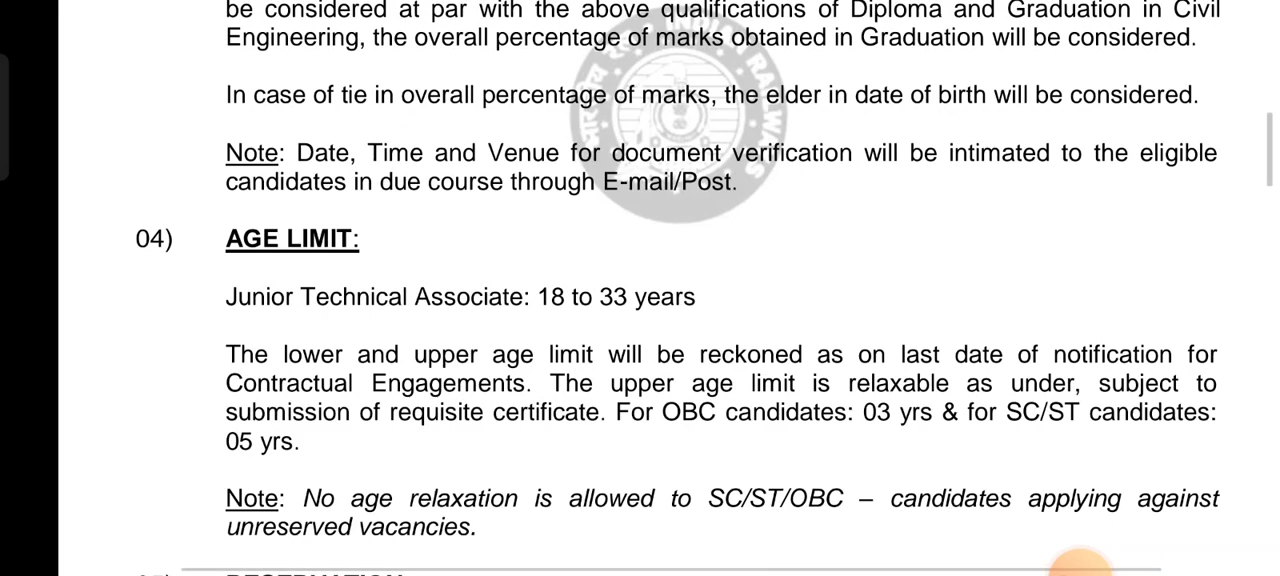 be considered at par with the above qualifications of Diploma and Graduation in Civil
Engineering, the overall percentage of marks obtained in Graduation will be considered.
In case of tie in overall percentage of marks, the elder in date of birth will be considered.
Note: Date, Time and Venue for document verification will be intimated to the eligible
candidates in due course through E-mail/Post.
04) AGE LIMIT:
Junior Technical Associate: 18 to 33 years
The lower and upper age limit will be reckoned as on last date of notification for
Contractual Engagements. The upper age limit is relaxable as under, subject to
submission of requisite certificate. For OBC candidates: 03 yrs & for SC/ST candidates:
05 yrs.
Note: No age relaxation is allowed to SC/ST/OBC – candidates applying against
unreserved vacancies.